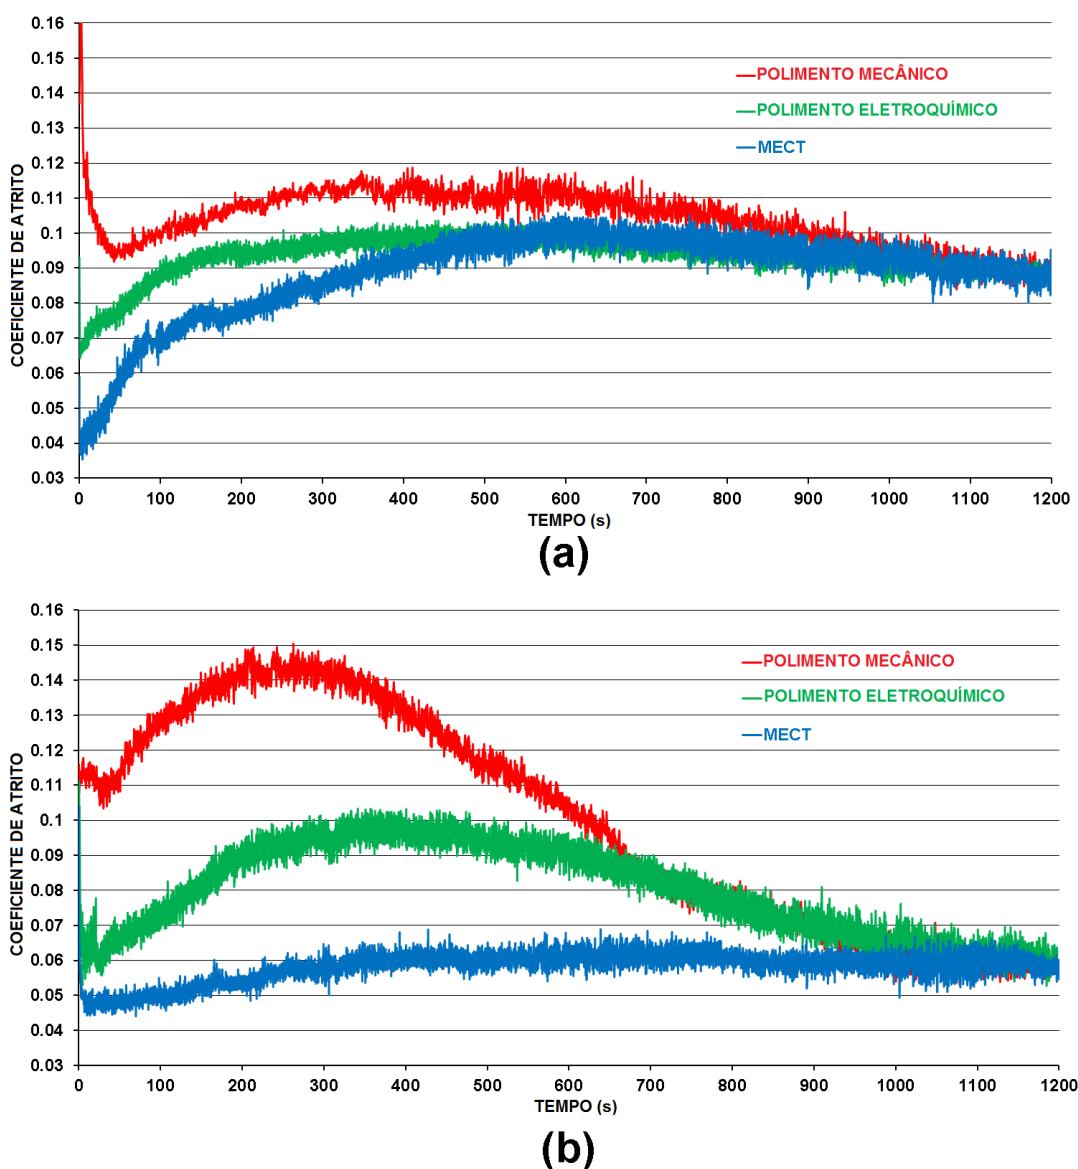 0.16
0.15
0.14
0.13
0.12
0.11
0.1
0.09
0.08
0.07
0.06
0.05
0.04
0.03
COEFICIENTE DE ATRITO
POLIMENTO MECÂNICO
POLIMENTO ELETROQUÍMICO
MECT
0 100 200 300 400 500 600 700 800 900 1000 1100 1200
TEMPO (s)
(a)
0.16
0.15
0.14
0.13
0.12
0.11
0.1
0.09
0.08
0.07
0.06
0.05
0.04
0.03
COEFICIENTE DE ATRITO
POLIMENTO MECÂNICO
POLIMENTO ELETROQUÍMICO
MECT
0 100 200 300 400 500 600 700 800 900 1000 1100 1200
TEMPO (s)
(b)